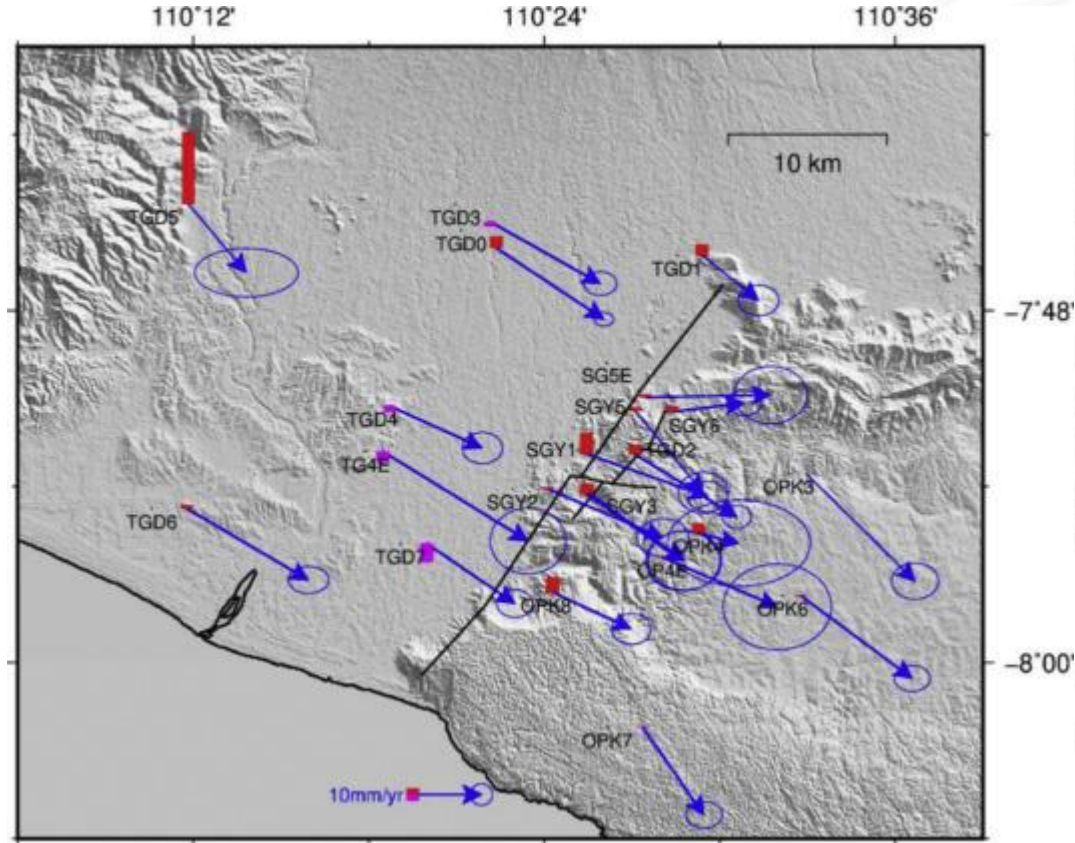 110°12'
110°24'
110°36'
10 km
TGD5
TGD3
TGD0
TGD1
-7°48'
SG5E
SGY5
SGY6
TGD4
SGY1
TGD2
TG4E
OPK3
SGY2
SGY3
TGD6
TGD7
OP4E
OPK8
OPK6
-8°00'
OPK7
10mm/yr